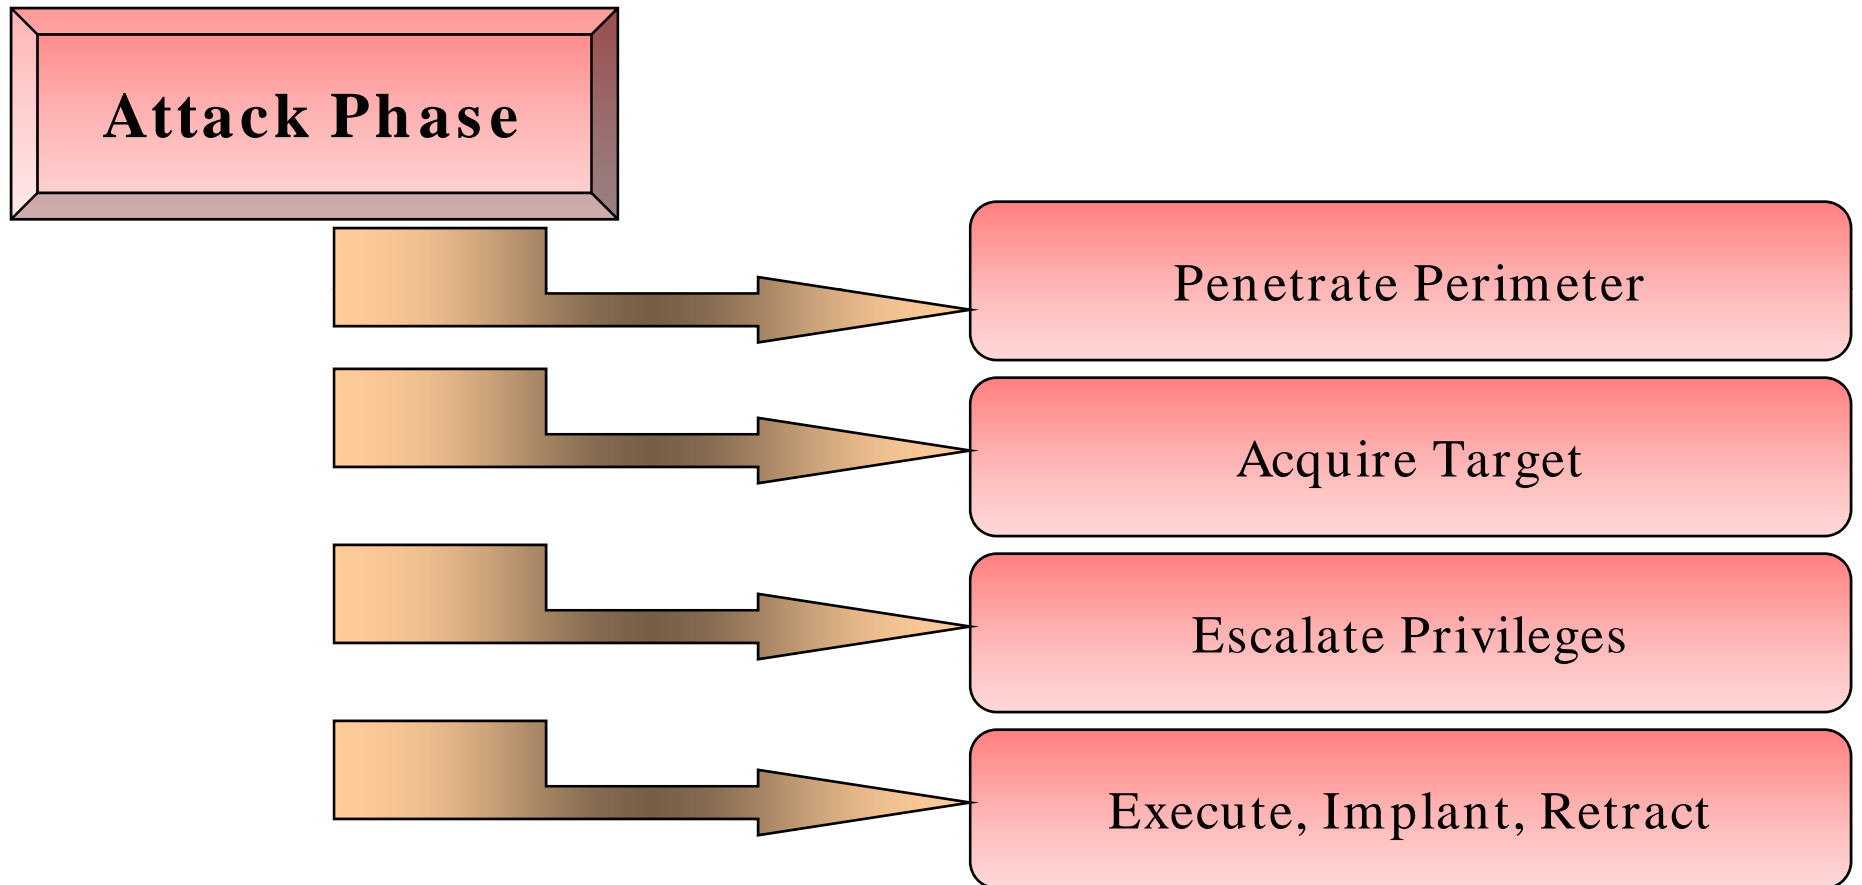 Attack Phase
Penetrate Perimeter
Acquire Target
Escalate Privileges
Execute, Implant, Retract